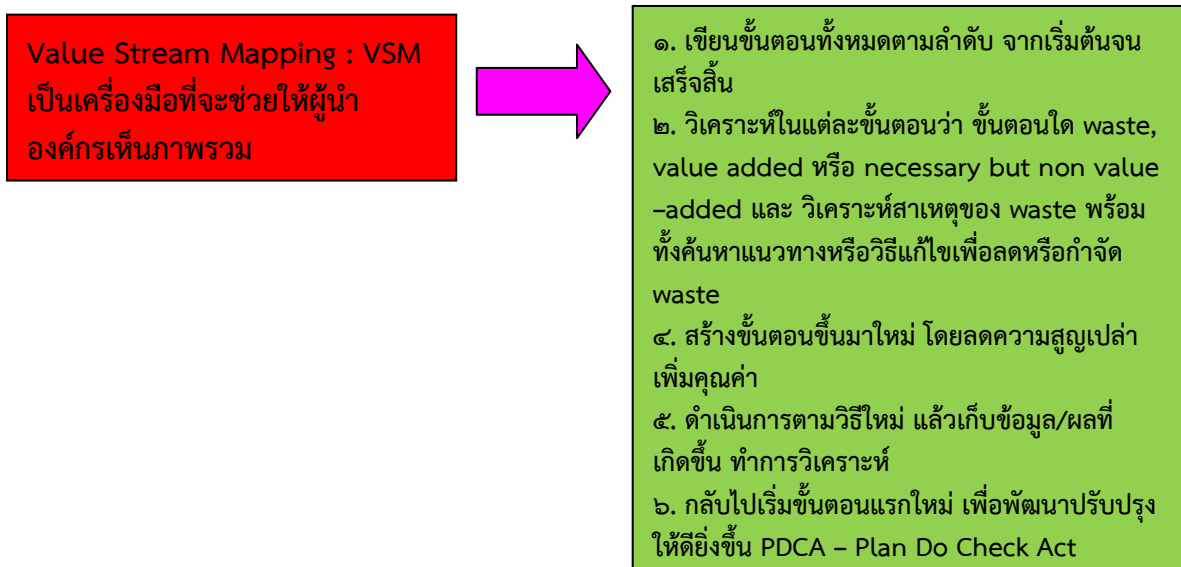 Value Stream Mapping : VSM
เป็นเครื่องมือที่จะช่วยให้ผู้นำ
องค์กรเห็นภาพรวม
๑. เขียนขั้นตอนทั้งหมดตามลำดับ จากเริ่มต้นจน
เสร็จสิ้น
๒. วิเคราะห์ในแต่ละขั้นตอนว่า ขั้นตอนใด waste,
value added หรือ necessary but non value
–added และ วิเคราะห์สาเหตุของ waste พร้อม
ทั้งค้นหาแนวทางหรือวิธีแก้ไขเพื่อลดหรือกำจัด
waste
๔. สร้างขั้นตอนขึ้นมาใหม่ โดยลดความสูญเปล่า
เพิ่มคุณค่า
๕. ดำเนินการตามวิธีใหม่ แล้วเก็บข้อมูล/ผลที่
เกิดขึ้น ทำการวิเคราะห์
๖. กลับไปเริ่มขั้นตอนแรกใหม่ เพื่อพัฒนาปรับปรุง
ให้ดียิ่งขึ้น PDCA – Plan Do Check Act